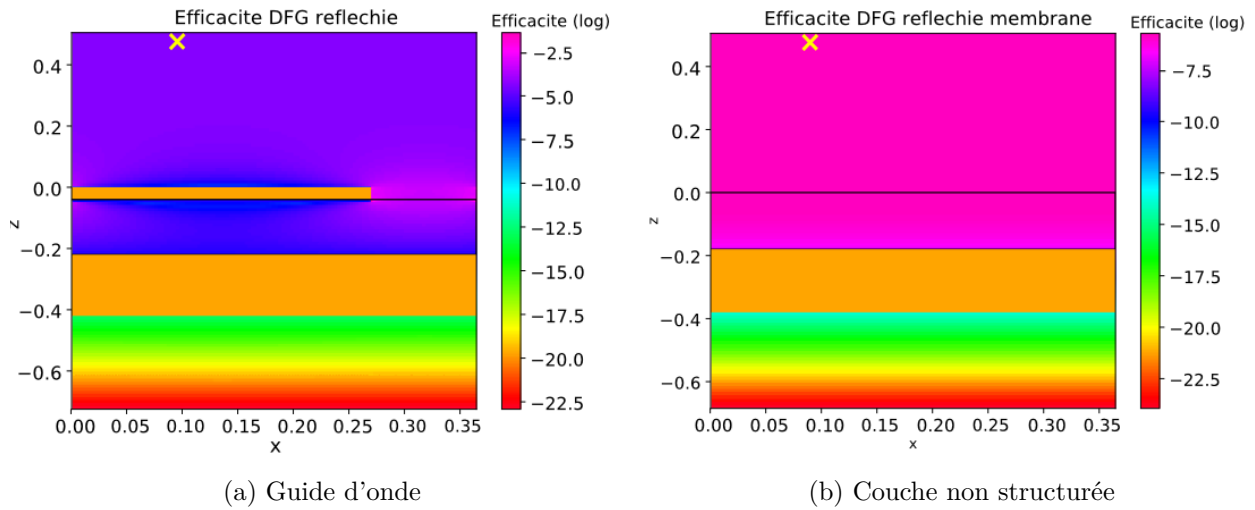 Efficacite DFG reflechie
Efficacite (log)
0.4
0.2
0.0
−0.2
−0.4
−0.6
z
0.00 0.05 0.10 0.15 0.20 0.25 0.30 0.35
x
−2.5
−5.0
−7.5
−10.0
−12.5
−15.0
−17.5
−20.0
−22.5
(a) Guide d'onde
Efficacite DFG reflechie membrane
Efficacite (log)
0.4
0.2
0.0
−0.2
−0.4
−0.6
z
0.00 0.05 0.10 0.15 0.20 0.25 0.30 0.35
x
−7.5
−10.0
−12.5
−15.0
−17.5
−20.0
−22.5
(b) Couche non structurée